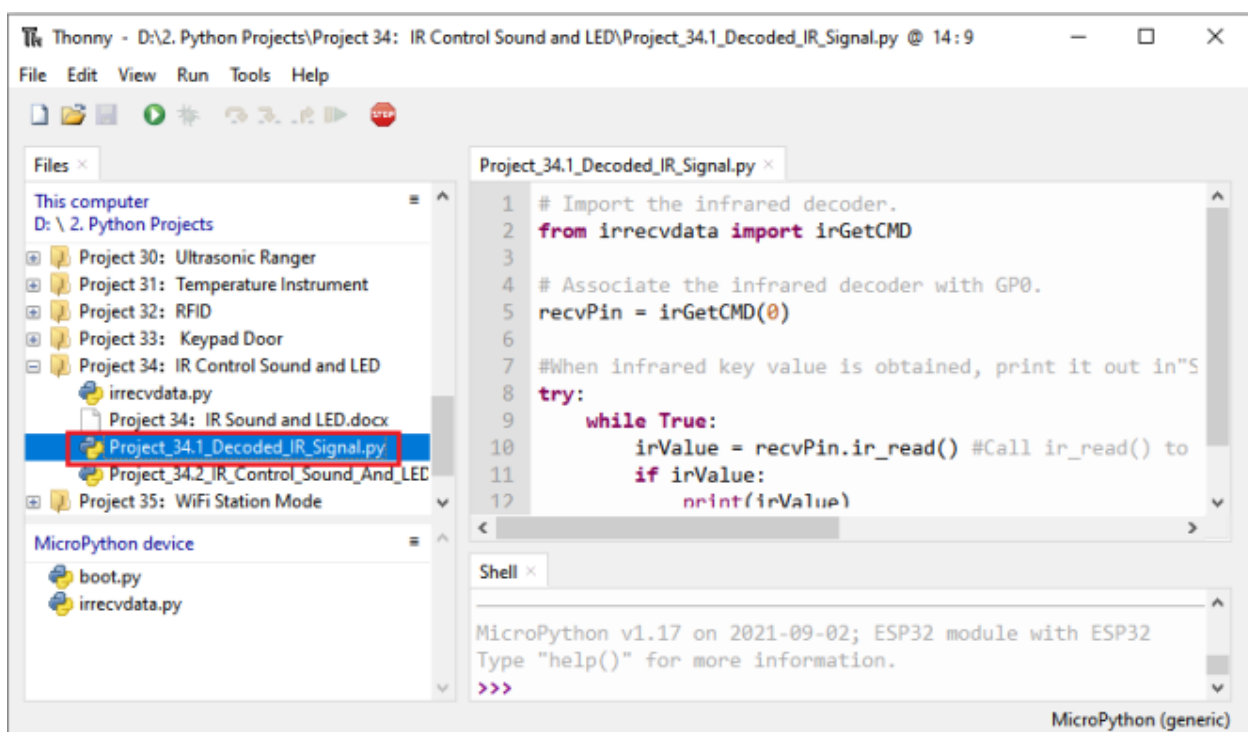 Thonny - D:\2. Python Projects\Project 34: IR Control Sound and LED\Project_34.1_Decoded_IR_Signal.py @ 14:9
File Edit View Run Tools Help
STOP
Files
This computer
D: \ 2. Python Projects
Project 30: Ultrasonic Ranger
Project 31: Temperature Instrument
Project 32: RFID
Project 33: Keypad Door
Project 34: IR Control Sound and LED
irrecvdata.py
Project 34: IR Sound and LED.docx
Project_34.1_Decoded_IR_Signal.py
Project_34.2_IR_Control_Sound_And_LED
Project 35: WiFi Station Mode
MicroPython device
boot.py
irrecvdata.py
Project_34.1_Decoded_IR_Signal.py
1 # Import the infrared decoder.
2 from irrecvdata import irGetCMD
3
4 # Associate the infrared decoder with GP0.
5 recvPin = irGetCMD(0)
6
7 #When infrared key value is obtained, print it out in"S
8 try:
9     while True:
10         irValue = recvPin.ir_read() #Call ir_read() to
11         if irValue:
12             print(irValue)
Shell
MicroPython v1.17 on 2021-09-02; ESP32 module with ESP32
Type "help()" for more information.
>>>
MicroPython (generic)